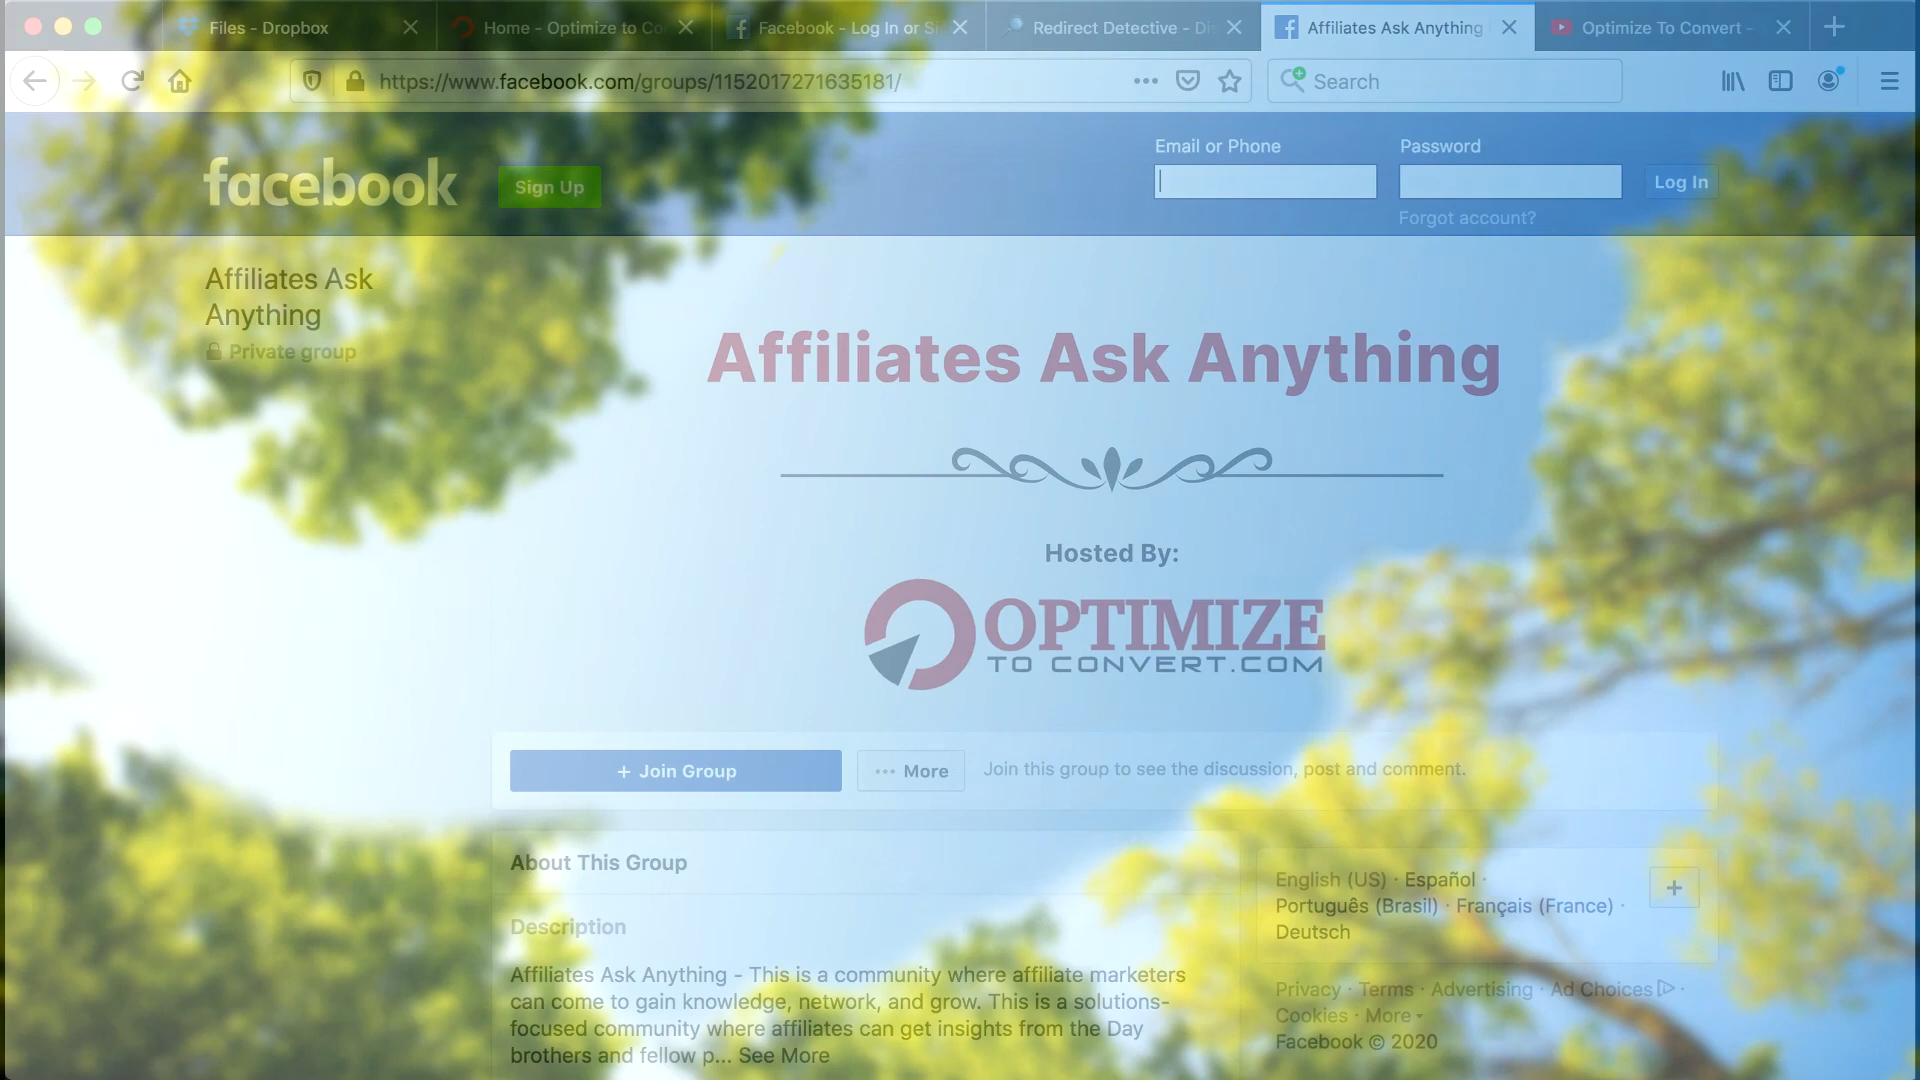 Files - Dropbox
Home - Optimize to Co
Facebook - Log In or Si
Redirect Detective - Dis
Affiliates Ask Anything
Optimize To Convert -
https://www.facebook.com/groups/1152017271635181/
Search
facebook
Sign Up
Email or Phone
Password
Log In
Forgot account?
Affiliates Ask
Anything
Private group
Affiliates Ask Anything
Hosted By:
OPTIMIZE
TO CONVERT.COM
+ Join Group
••• More
Join this group to see the discussion, post and comment.
About This Group
Description
Affiliates Ask Anything - This is a community where affiliate marketers
can come to gain knowledge, network, and grow. This is a solutions-
focused community where affiliates can get insights from the Day
brothers and fellow p... See More
English (US) · Español ·
Português (Brasil) · Français (France) ·
Deutsch
Privacy · Terms · Advertising · Ad Choices ·
Cookies · More
Facebook © 2020